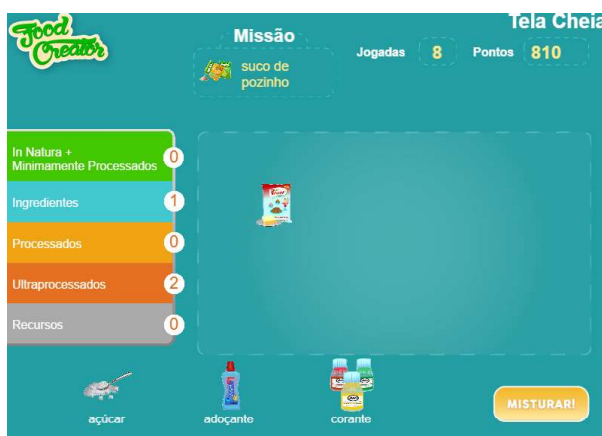 Food
Creator
Missão
suco de
pozinho
Jogadas 8 Pontos 810
Tela Cheia
In Natura +
Minimamente Processados 0
Ingredientes 1
Processados 0
Ultraprocessados 2
Recursos 0
açúcar adoçante corante
MISTURAR!